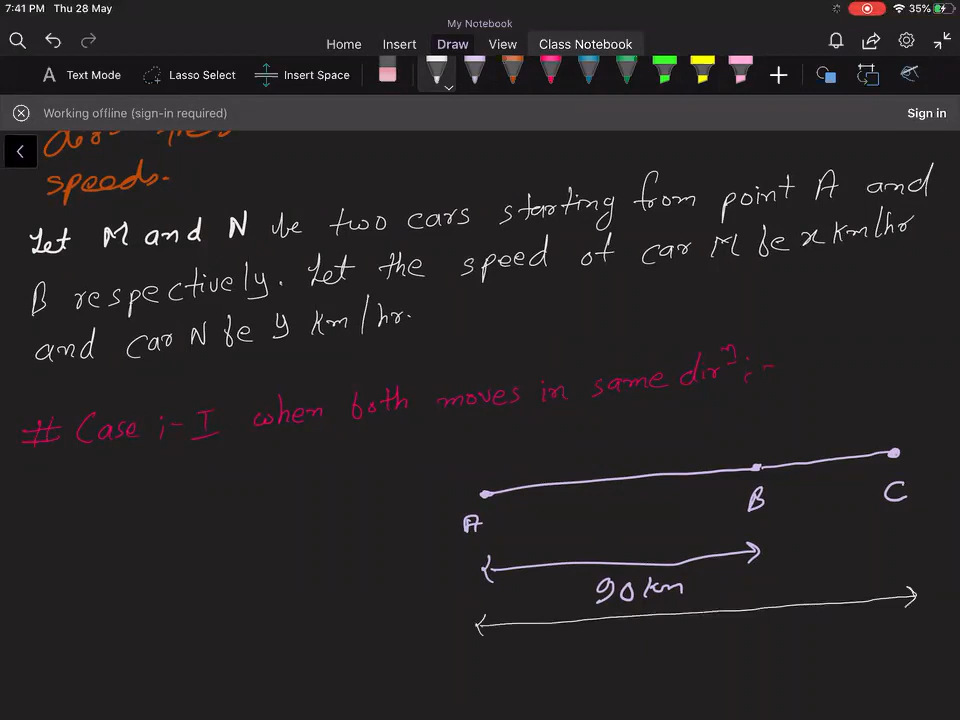 7:41 PM Thu 28 May
35%
My Notebook
Home Insert Draw View Class Notebook
Text Mode Lasso Select Insert Space
Working offline (sign-in required) Sign in
speeds.
Let M and N be two cars starting from point A and
B respectively. Let the speed of car M be x km/hr
and car N be y km/hr.
# Case :- I when both moves in same dirⁿ :-
A B C
90 km